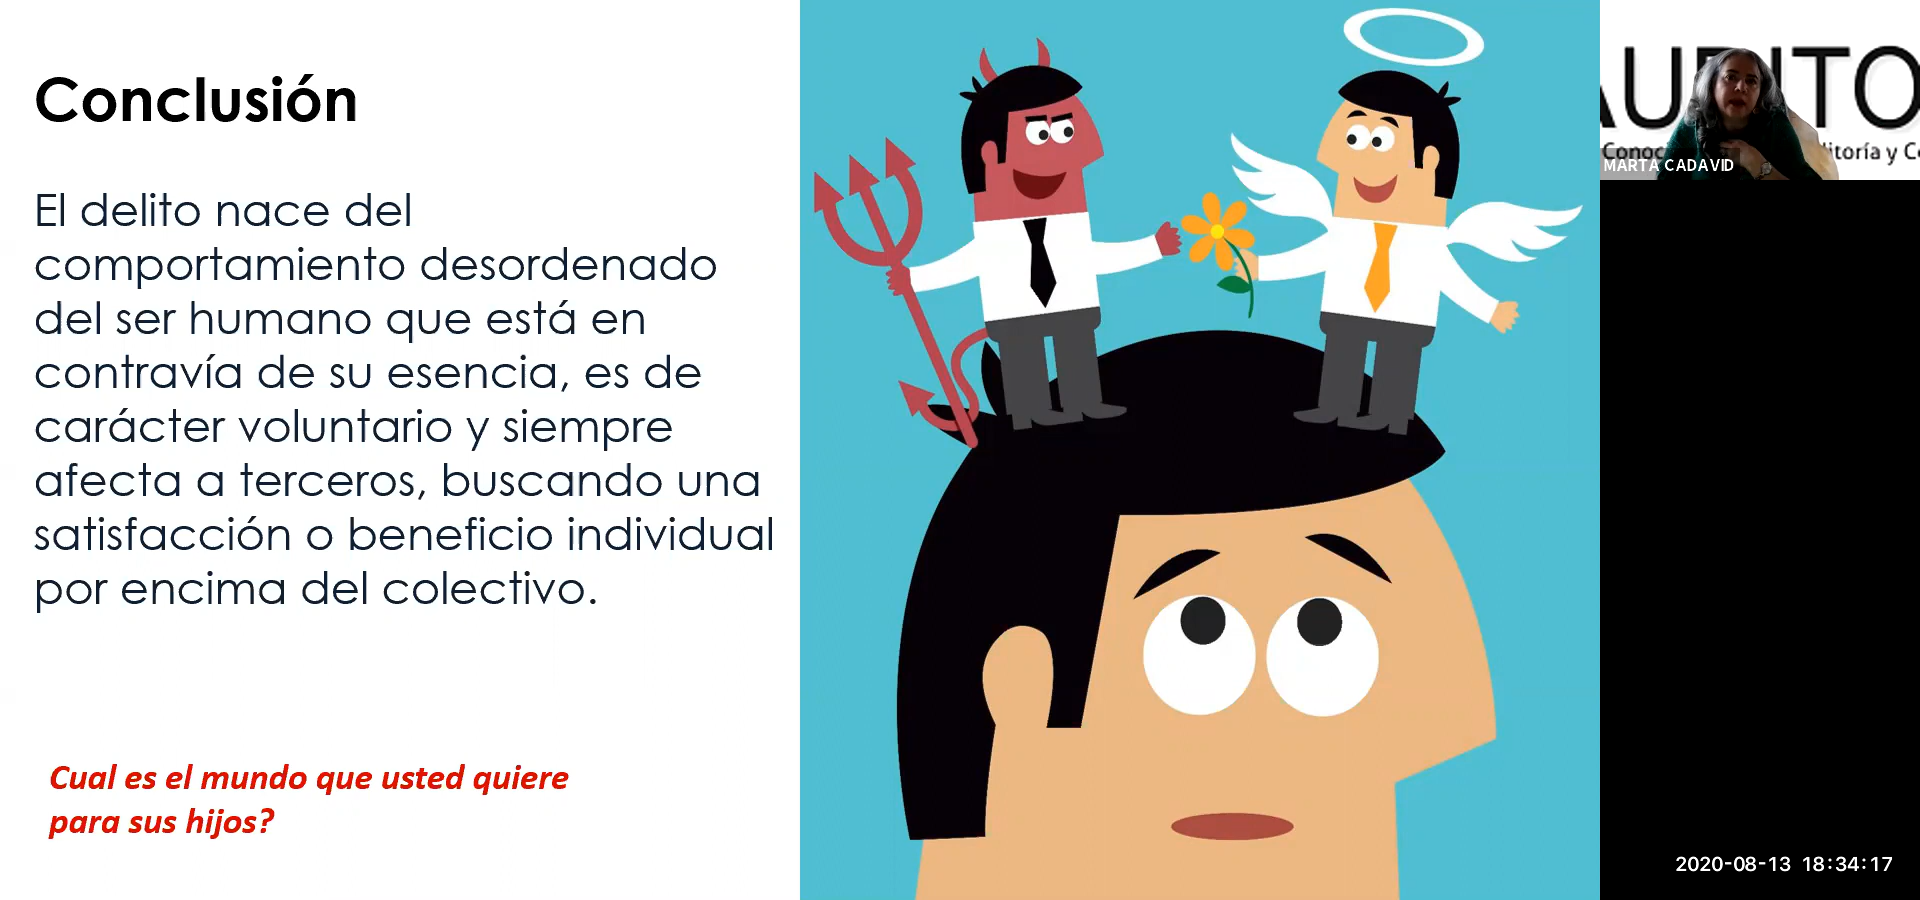 Conclusión
El delito nace del
comportamiento desordenado
del ser humano que está en
contravía de su esencia, es de
carácter voluntario y siempre
afecta a terceros, buscando una
satisfacción o beneficio individual
por encima del colectivo.
Cual es el mundo que usted quiere
para sus hijos?
MARTA CADAVID
2020-08-13 18:34:17